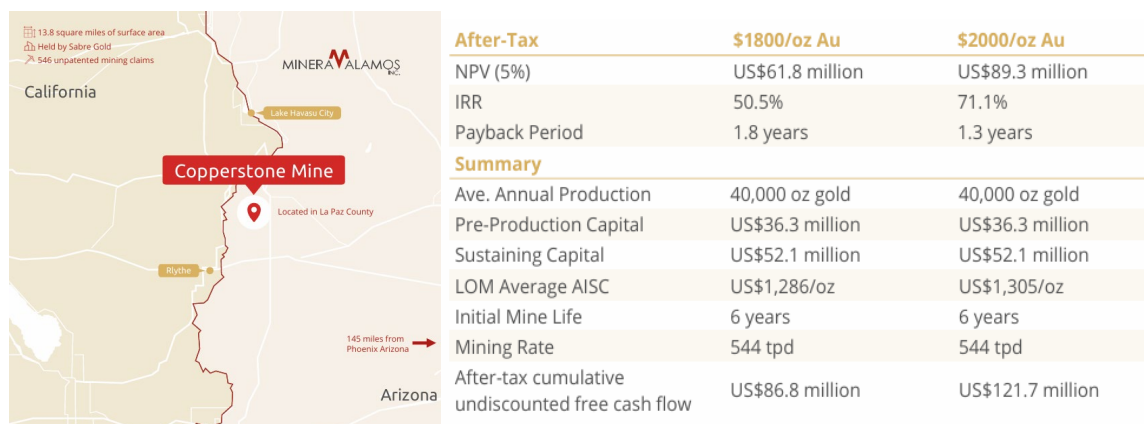 13.8 square miles of surface area
Held by Sabre Gold
546 unpatented mining claims
MINERA ALAMOS
INC.
California
Lake Havasu City
Copperstone Mine
Located in La Paz County
Rlythe
145 miles from
Phoenix Arizona
Arizona
After-Tax $1800/oz Au $2000/oz Au
NPV (5%) US$61.8 million US$89.3 million
IRR 50.5% 71.1%
Payback Period 1.8 years 1.3 years
Summary
Ave. Annual Production 40,000 oz gold 40,000 oz gold
Pre-Production Capital US$36.3 million US$36.3 million
Sustaining Capital US$52.1 million US$52.1 million
LOM Average AISC US$1,286/oz US$1,305/oz
Initial Mine Life 6 years 6 years
Mining Rate 544 tpd 544 tpd
After-tax cumulative
undiscounted free cash flow US$86.8 million US$121.7 million